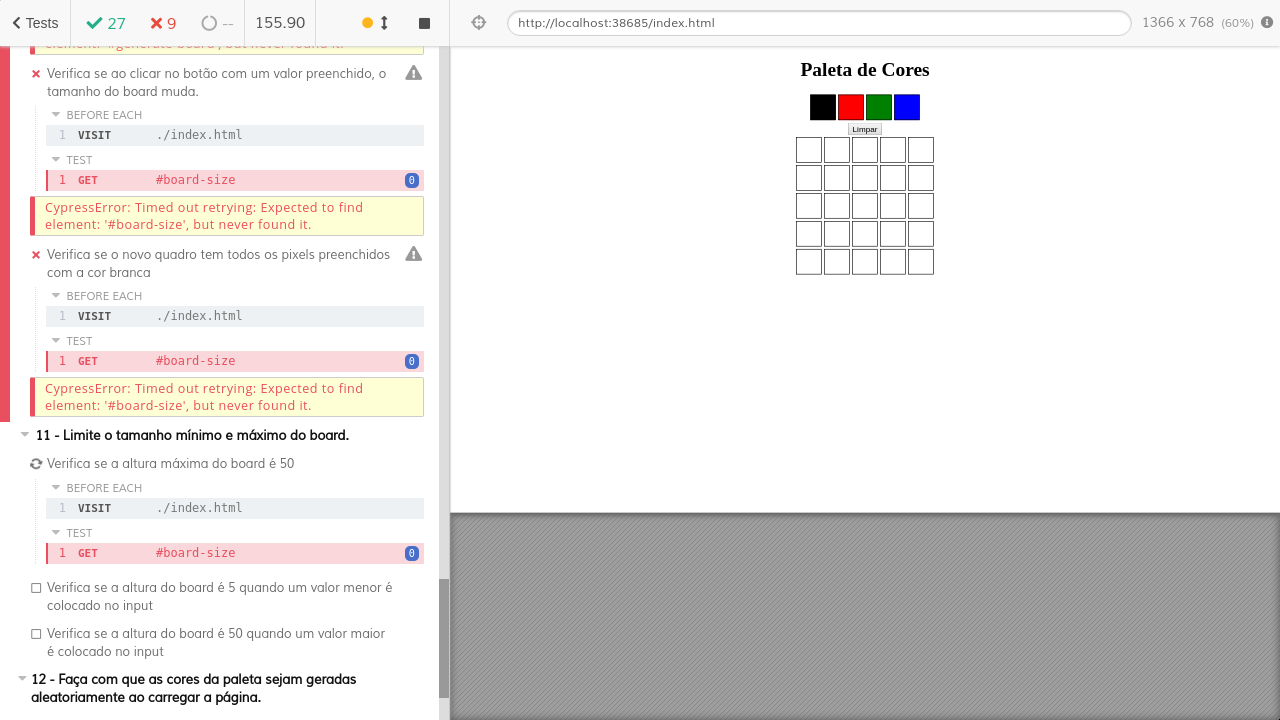 Tests
27
9
--
155.90
http://localhost:38685/index.html
1366 x 768 (60%)
element: '#generate-board', but never found it.
Verifica se ao clicar no botão com um valor preenchido, o
tamanho do board muda.
BEFORE EACH
1 VISIT ./index.html
TEST
1 GET #board-size 0
CypressError: Timed out retrying: Expected to find
element: '#board-size', but never found it.
Verifica se o novo quadro tem todos os pixels preenchidos
com a cor branca
BEFORE EACH
1 VISIT ./index.html
TEST
1 GET #board-size 0
CypressError: Timed out retrying: Expected to find
element: '#board-size', but never found it.
11 - Limite o tamanho mínimo e máximo do board.
Verifica se a altura máxima do board é 50
BEFORE EACH
1 VISIT ./index.html
TEST
1 GET #board-size 0
Verifica se a altura do board é 5 quando um valor menor é
colocado no input
Verifica se a altura do board é 50 quando um valor maior
é colocado no input
12 - Faça com que as cores da paleta sejam geradas
aleatoriamente ao carregar a página.
Paleta de Cores
Limpar